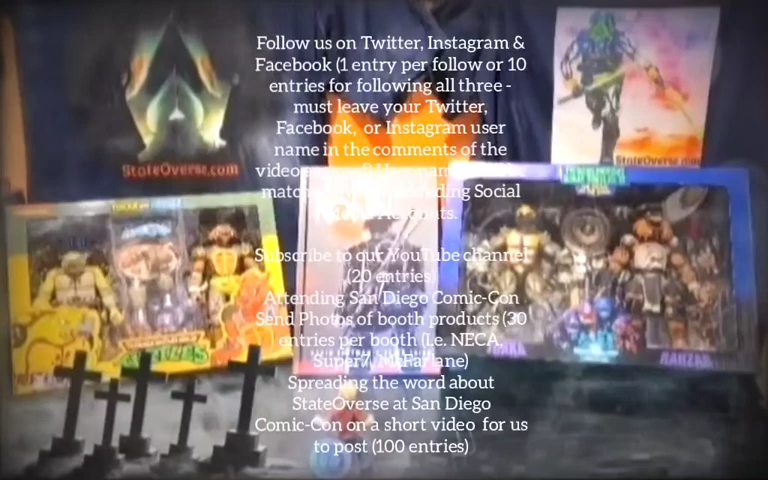 Follow us on Twitter, Instagram &
Facebook (1 entry per follow or 10
entries for following all three -
must leave your Twitter,
Facebook, or Instagram user
name in the comments of the
StateOverse.com
StateOverse.com
Social
Subscribe to our YouTube channel
(20 entries)
Attending San Diego Comic-Con
Send Photos of booth products (30
entries per booth (I.e. NECA,
Super7, McFarlane)
Spreading the word about
StateOverse at San Diego
Comic-Con on a short video for us
to post (100 entries)